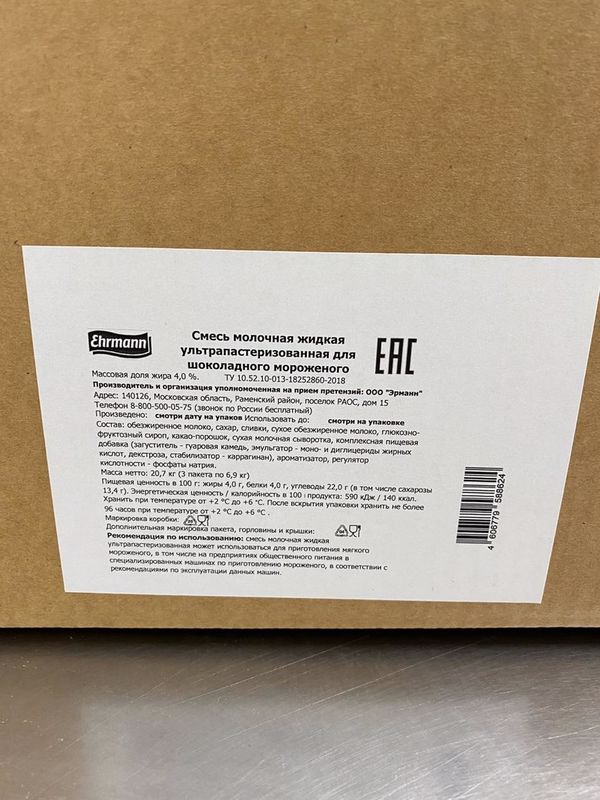 Ehrmann
Смесь молочная жидкая
ультрапастеризованная для
шоколадного мороженого
EAC
Массовая доля жира 4,0 %.
ТУ 10.52.10-013-18252860-2018
Производитель и организация уполномоченная на прием претензий: ООО "Эрманн"
Адрес: 140126, Московская область, Раменский район, поселок РАОС, дом 15
Телефон 8-800-500-05-75 (звонок по России бесплатный)
Произведено: смотри дату на упаков Использовать до: смотри на упаковке
Состав: обезжиренное молоко, сахар, сливки, сухое обезжиренное молоко, глюкозно-
фруктозный сироп, какао-порошок, сухая молочная сыворотка, комплексная пищевая
добавка (загуститель - гуаровая камедь, эмульгатор - моно- и диглицериды жирных
кислот, декстроза, стабилизатор - каррагинан), ароматизатор, регулятор
кислотности - фосфаты натрия.
Масса нетто: 20,7 кг (3 пакета по 6,9 кг)
Пищевая ценность в 100 г: жиры 4,0 г, белки 4,0 г, углеводы 22,0 г (в том числе сахарозы
13,4 г). Энергетическая ценность / калорийность в 100 г продукта: 590 кДж / 140 ккал.
Хранить при температуре от +2 °С до +6 °С. После вскрытия упаковки хранить не более
96 часов при температуре от +2 °С до +6 °С .
Маркировка коробки:
Дополнительная маркировка пакета, горловины и крышки:
Рекомендация по использованию: смесь молочная жидкая
ультрапастеризованная может использоваться для приготовления мягкого
мороженого, в том числе на предприятиях общественного питания в
специализированных машинах по приготовлению мороженого, в соответствии с
рекомендациями по эксплуатации данных машин.
4 606779 588624